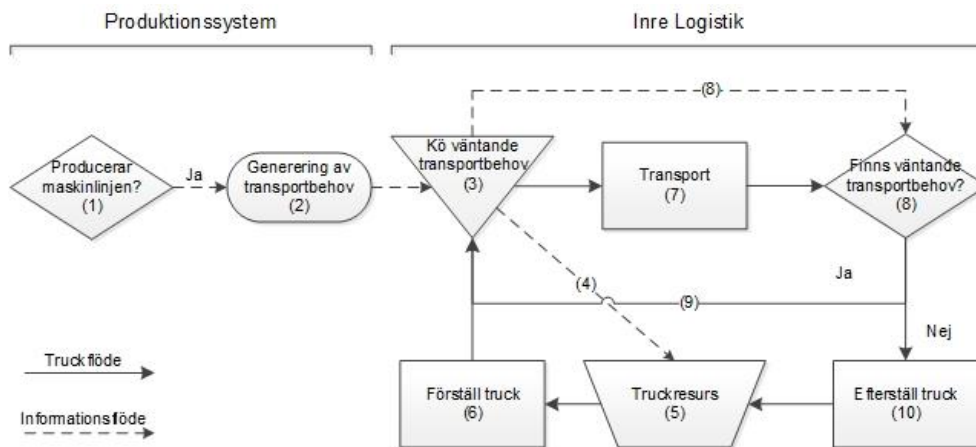 Produktionssystem
Inre Logistik
(8)
Producerar
maskinlinjen?
(1)
Ja
Generering av
transportbehov
(2)
Kö väntande
transportbehov
(3)
Transport
(7)
Finns väntande
transportbehov?
(8)
(4)
(9)
Ja
Nej
Truckflöde
Informationsflöde
Förställ truck
(6)
Truckresurs
(5)
Efterställ truck
(10)